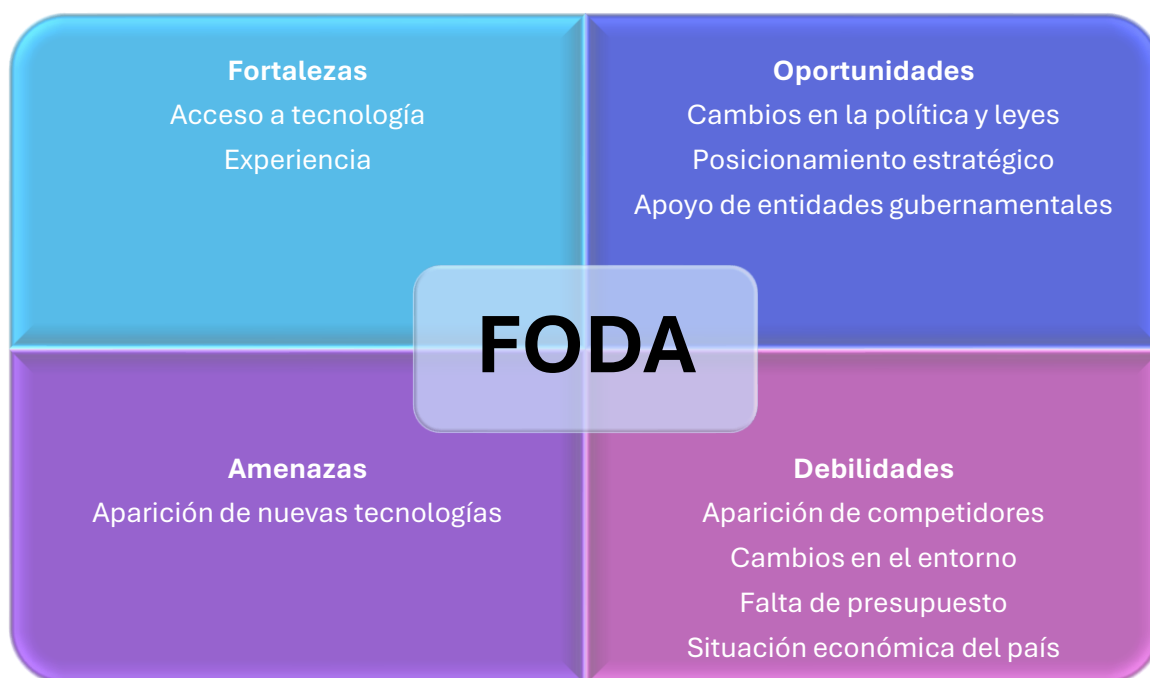 Fortalezas
Acceso a tecnología
Experiencia
Oportunidades
Cambios en la política y leyes
Posicionamiento estratégico
Apoyo de entidades gubernamentales
FODA
Amenazas
Aparición de nuevas tecnologías
Debilidades
Aparición de competidores
Cambios en el entorno
Falta de presupuesto
Situación económica del país